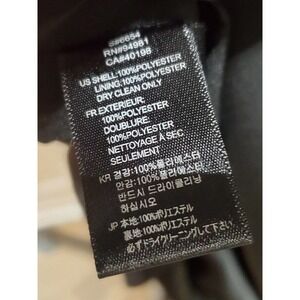 S#6654
RN#94981
CA#40198
US SHELL:100%POLYESTER
LINING:100%POLYESTER
DRY CLEAN ONLY
FR EXTERIEUR:
100%POLYESTER
DOUBLURE:
100%POLYESTER
NETTOYAGE À SEC
SEULEMENT
KR 겉감:100%폴리에스터
안감:100%폴리에스터
반드시 드라이클리닝
하십시오
JP 本地:100%ポリエステル
裏地:100%ポリエステル
必ずドライクリーニングして下さい